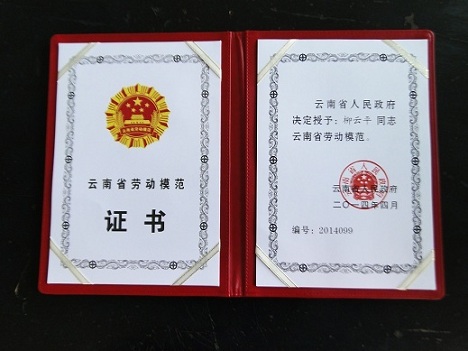 云南省劳动模范
证书
云南省人民政府
决定授予:柳云平 同志
云南省劳动模范。
云南省人民政府
二〇一四年四月
编号:2014099